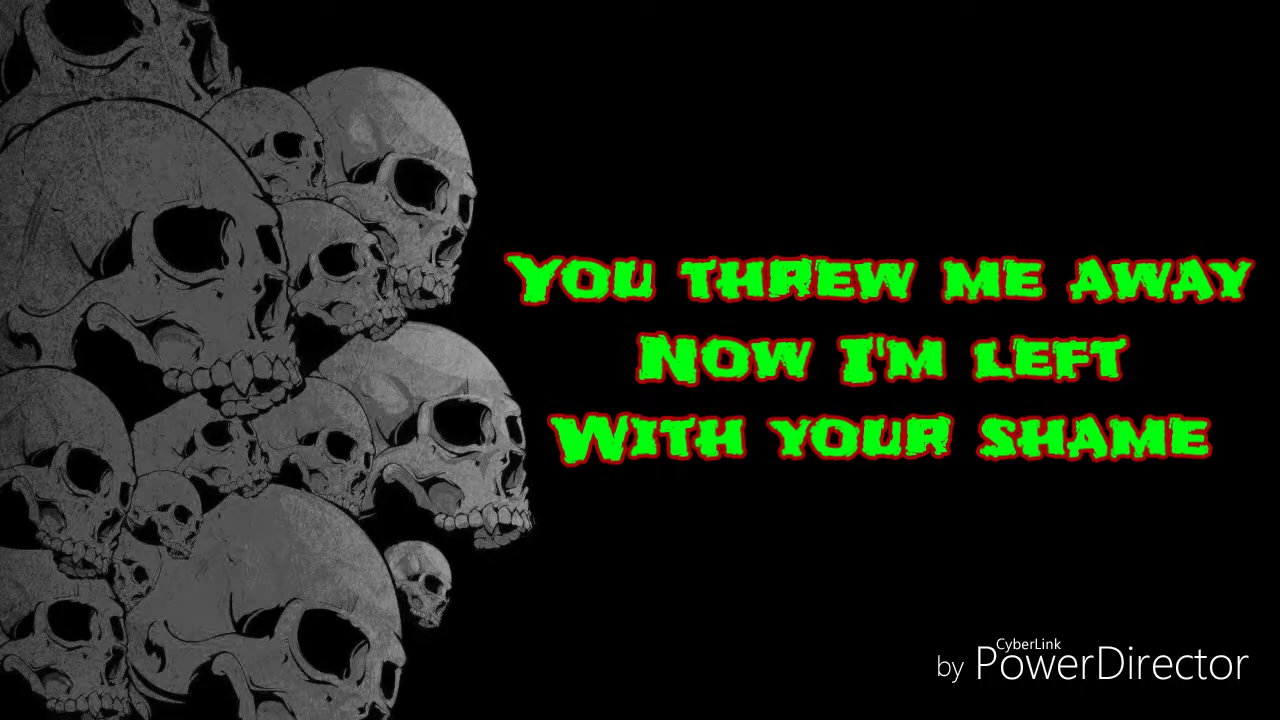 You threw me away
Now I'm left
With your shame
CyberLink
by PowerDirector